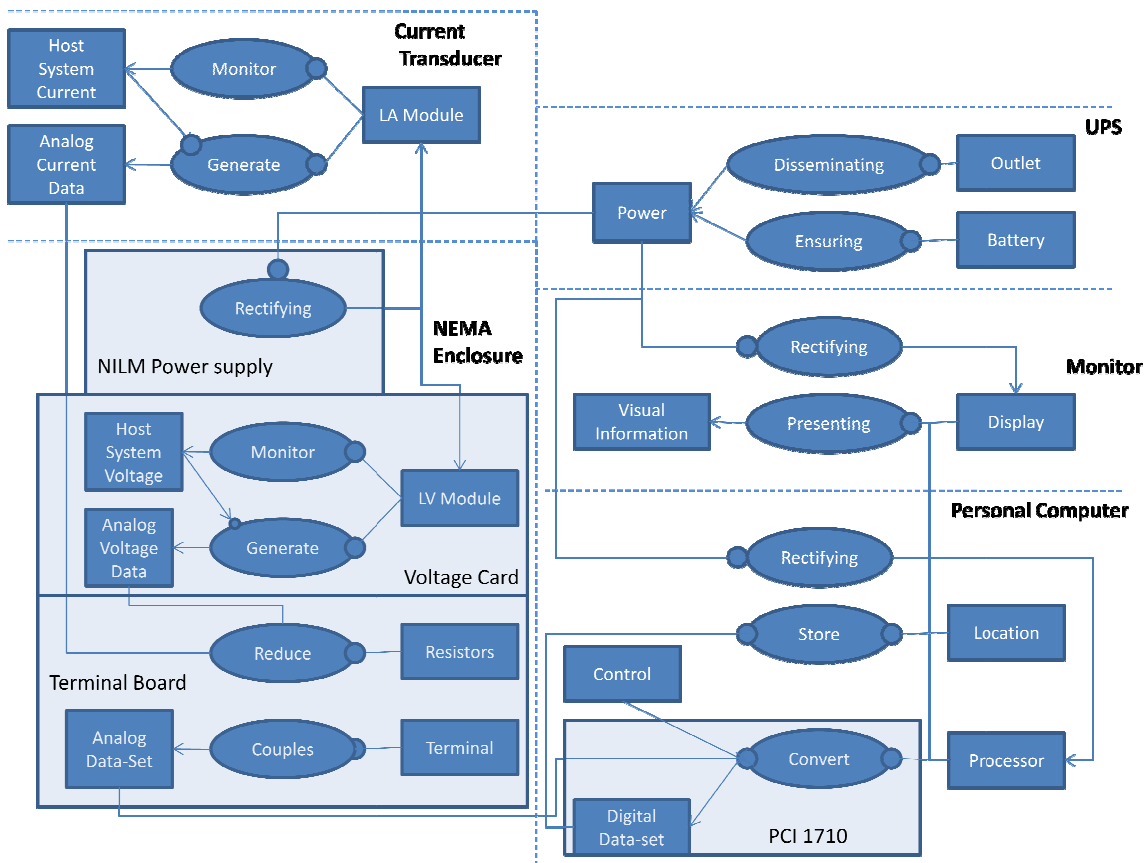 Host
System
Current
Monitor
Current
Transducer
LA Module
Analog
Current
Data
Generate
UPS
Disseminating
Outlet
Power
Ensuring
Battery
Rectifying
NEMA
Enclosure
NILM Power supply
Rectifying
Monitor
Visual
Information
Presenting
Display
Host
System
Voltage
Monitor
LV Module
Analog
Voltage
Data
Generate
Voltage Card
Personal Computer
Rectifying
Store
Location
Reduce
Resistors
Terminal Board
Control
Analog
Data-Set
Couples
Terminal
Convert
Processor
Digital
Data-set
PCI 1710